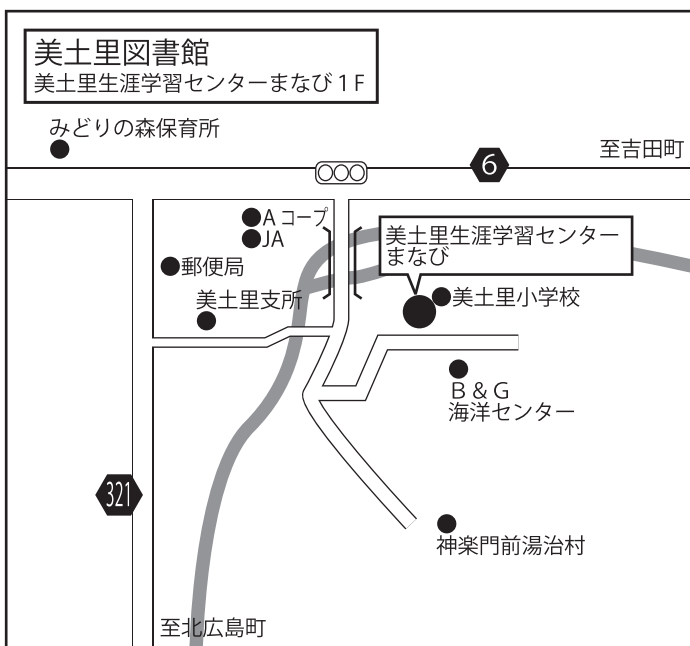 美土里図書館
美土里生涯学習センターまなび1F
みどりの森保育所
至吉田町
6
Aコープ
JA
美土里生涯学習センター
まなび
郵便局
美土里支所
美土里小学校
B&G
海洋センター
321
神楽門前湯治村
至北広島町